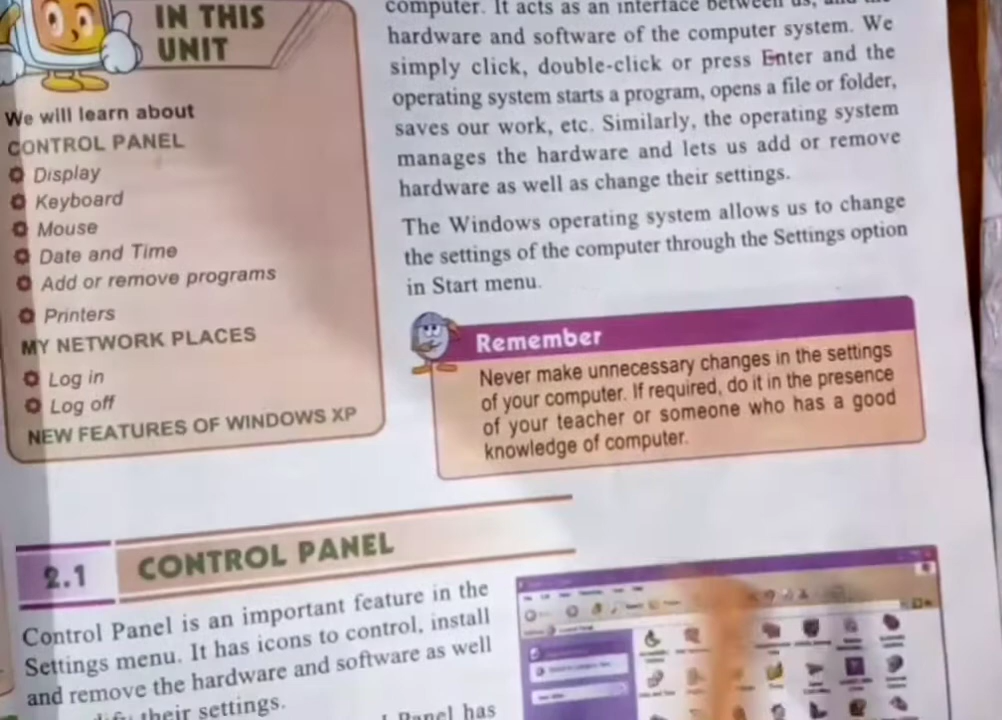 IN THIS
UNIT
We will learn about
CONTROL PANEL
Display
Keyboard
Mouse
Date and Time
Add or remove programs
Printers
MY NETWORK PLACES
Log in
Log off
NEW FEATURES OF WINDOWS XP
computer. It acts as an interface between us, and
hardware and software of the computer system. We
simply click, double-click or press Enter and the
operating system starts a program, opens a file or folder,
saves our work, etc. Similarly, the operating system
manages the hardware and lets us add or remove
hardware as well as change their settings.
The Windows operating system allows us to change
the settings of the computer through the Settings option
in Start menu.
Remember
Never make unnecessary changes in the settings
of your computer. If required, do it in the presence
of your teacher or someone who has a good
knowledge of computer.
2.1 CONTROL PANEL
Control Panel is an important feature in the
Settings menu. It has icons to control, install
and remove the hardware and software as well
their settings.
Panel has